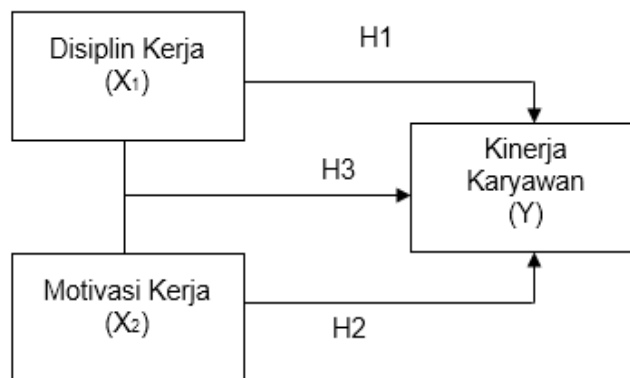 Disiplin Kerja
(X₁)
H1
Kinerja
Karyawan
(Y)
H3
Motivasi Kerja
(X₂)
H2